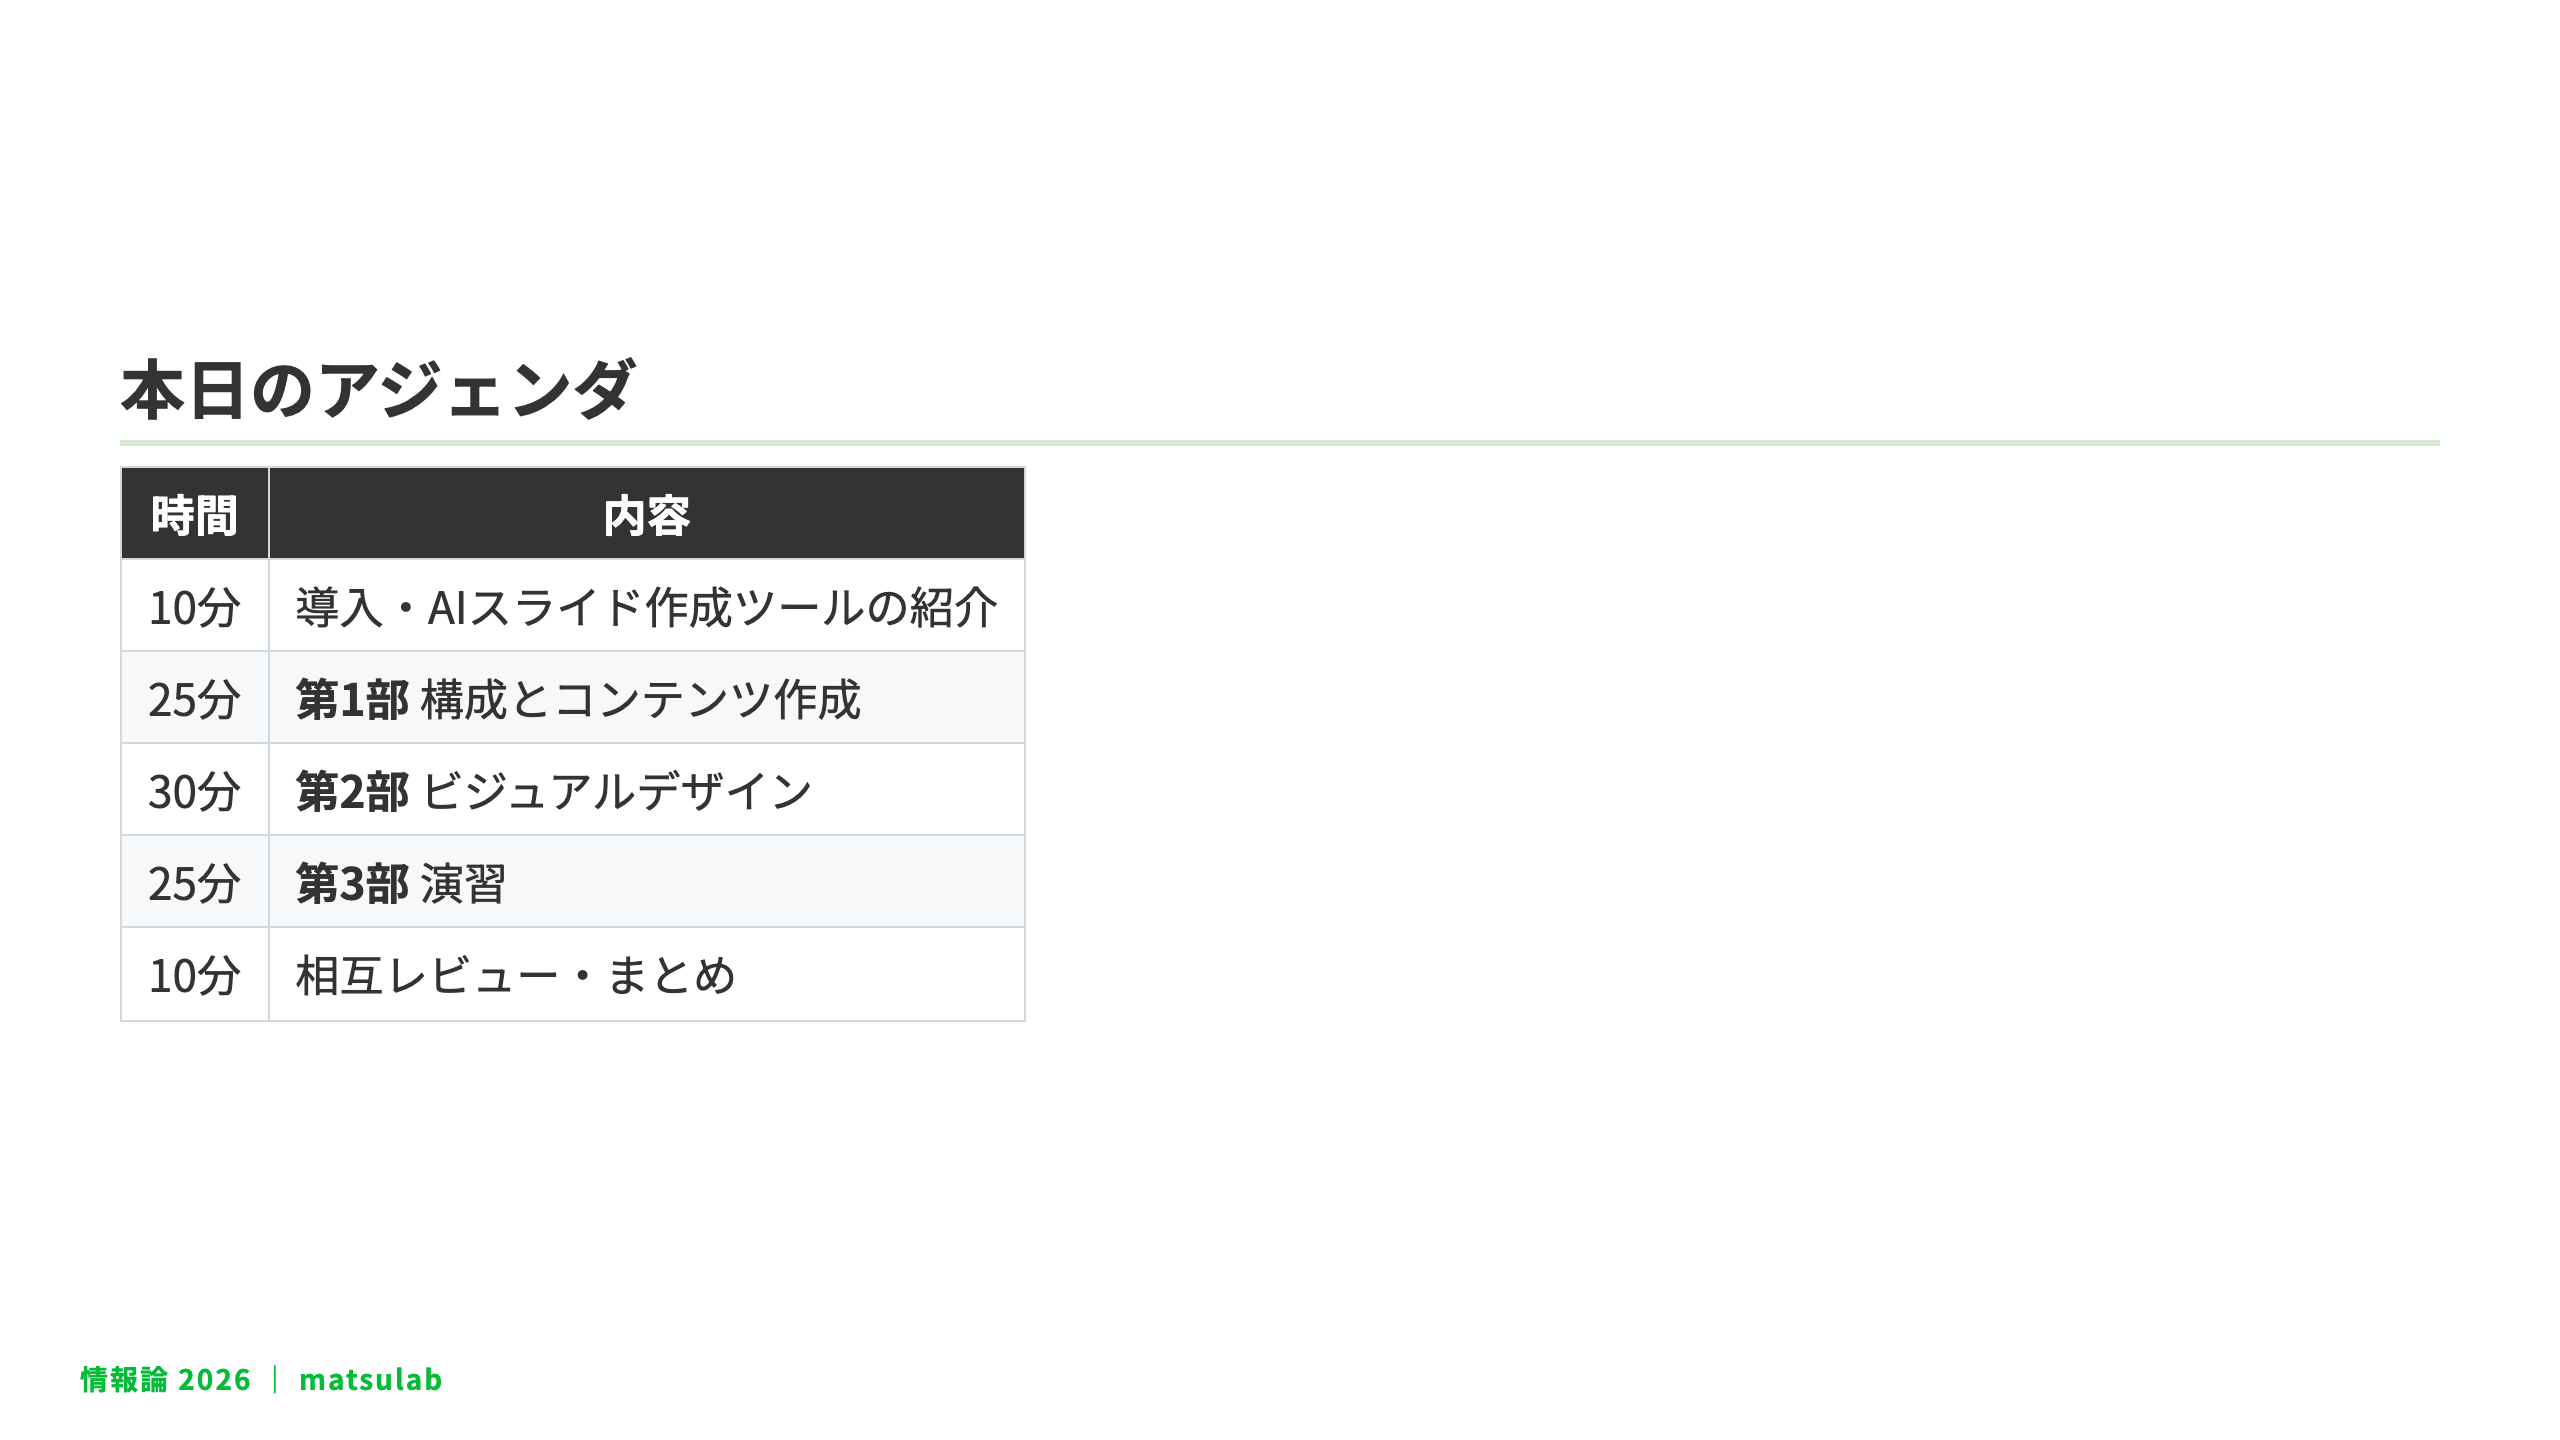 本日のアジェンダ
時間 内容
10分 導入・AIスライド作成ツールの紹介
25分 第1部 構成とコンテンツ作成
30分 第2部 ビジュアルデザイン
25分 第3部 演習
10分 相互レビュー・まとめ
情報論 2026 ｜ matsulab